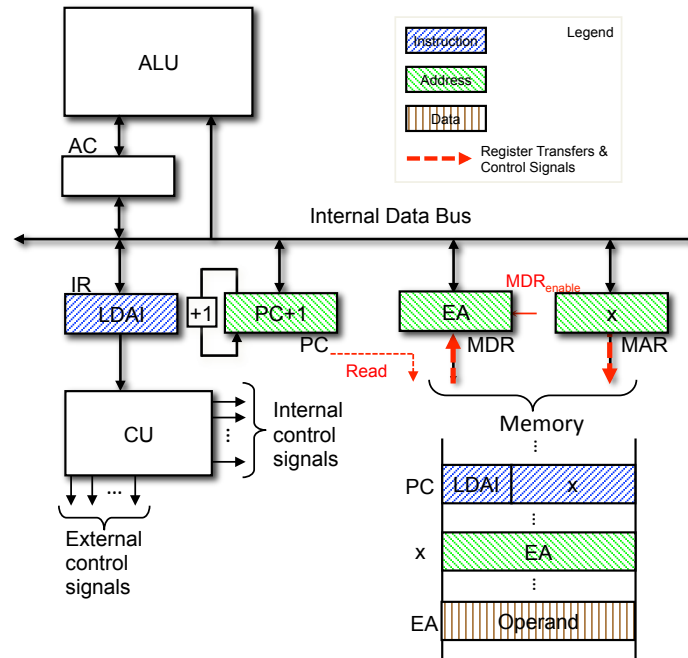 ALU
Legend
Instruction
Address
Data
Register Transfers &
Control Signals
AC
Internal Data Bus
IR
LDAI
+1
PC+1
PC
EA
MDR
MDRenable
x
MAR
Read
CU
Internal
control
signals
...
...
External
control
signals
Memory
...
PC
LDAI
x
...
x
EA
...
EA
Operand
...